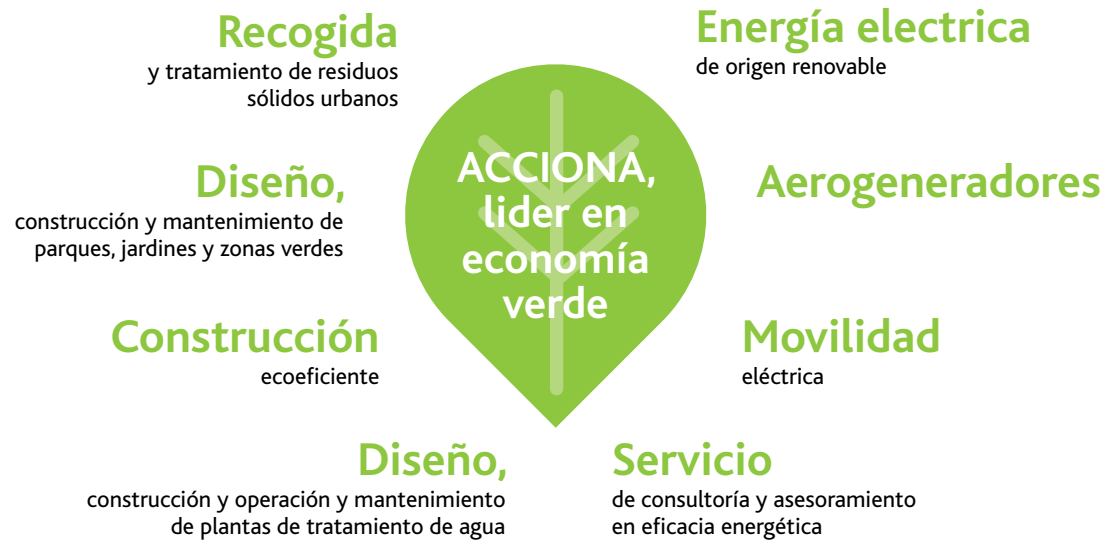 Recogida
y tratamiento de residuos
sólidos urbanos
Energía electrica
de origen renovable
ACCIONA,
lider en
economía
verde
Diseño,
construcción y mantenimiento de
parques, jardines y zonas verdes
Aerogeneradores
Construcción
ecoeficiente
Movilidad
eléctrica
Diseño,
construcción y operación y mantenimiento
de plantas de tratamiento de agua
Servicio
de consultoría y asesoramiento
en eficacia energética